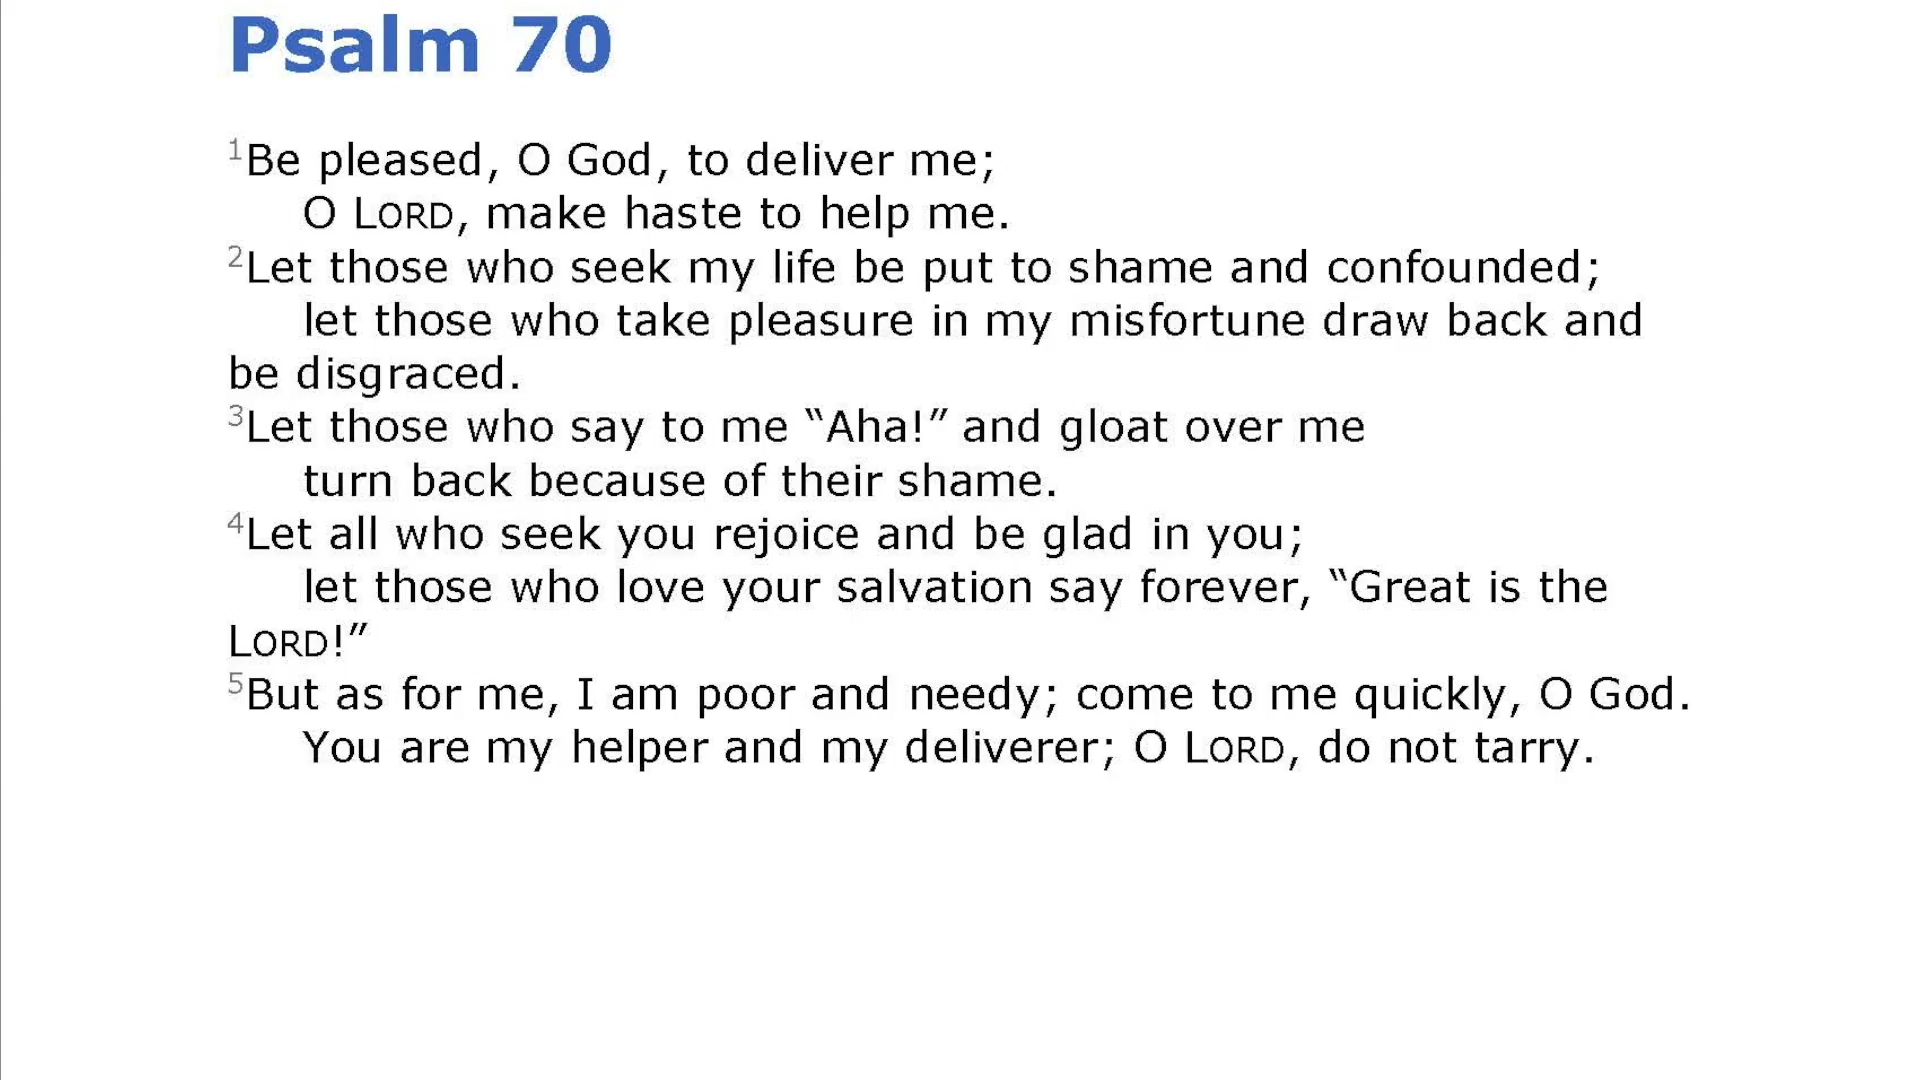 Psalm 70
1Be pleased, O God, to deliver me;
O LORD, make haste to help me.
2Let those who seek my life be put to shame and confounded;
let those who take pleasure in my misfortune draw back and
be disgraced.
3Let those who say to me “Aha!” and gloat over me
turn back because of their shame.
4Let all who seek you rejoice and be glad in you;
let those who love your salvation say forever, “Great is the
LORD!”
5But as for me, I am poor and needy; come to me quickly, O God.
You are my helper and my deliverer; O LORD, do not tarry.